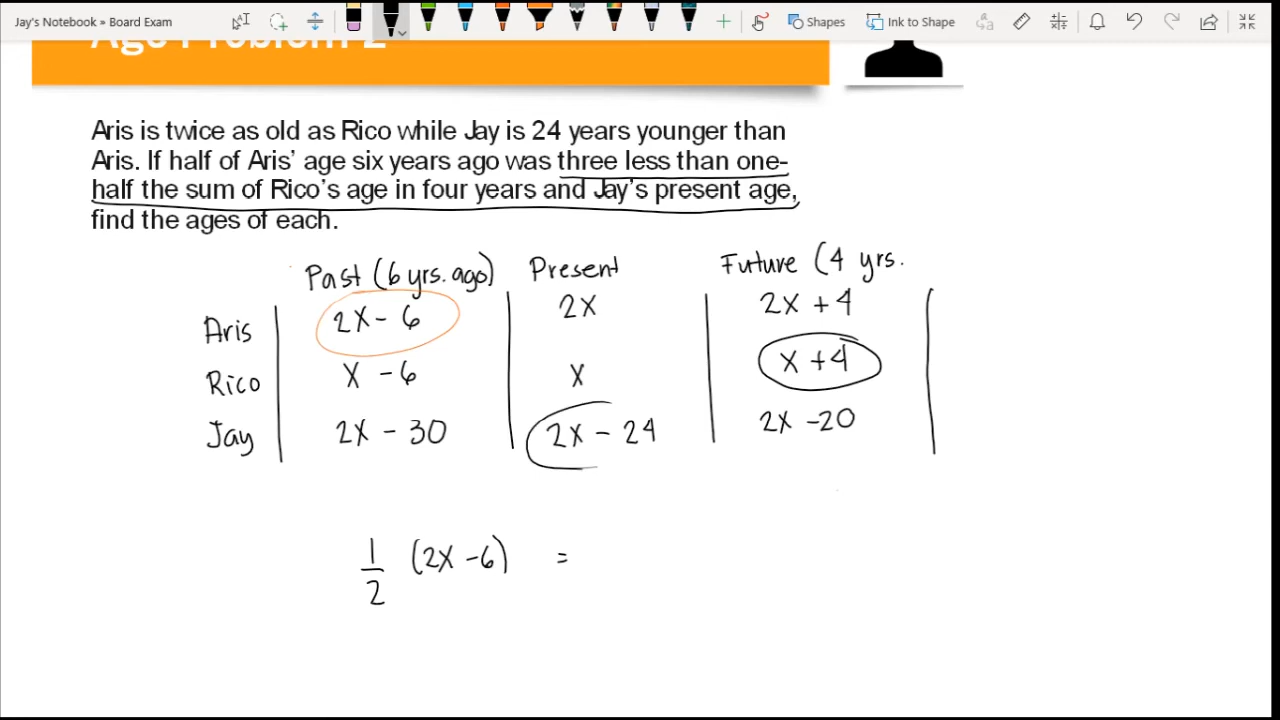 Jay's Notebook » Board Exam
Shapes
Ink to Shape
Age Problem 2
Aris is twice as old as Rico while Jay is 24 years younger than
Aris. If half of Aris’ age six years ago was three less than one-
half the sum of Rico’s age in four years and Jay’s present age,
find the ages of each.
Past (6 yrs. ago) Present Future (4 yrs.
Aris 2X - 6 2X 2X + 4
Rico X - 6 X X + 4
Jay 2X - 30 2X - 24 2X - 20
1/2 (2X - 6) =